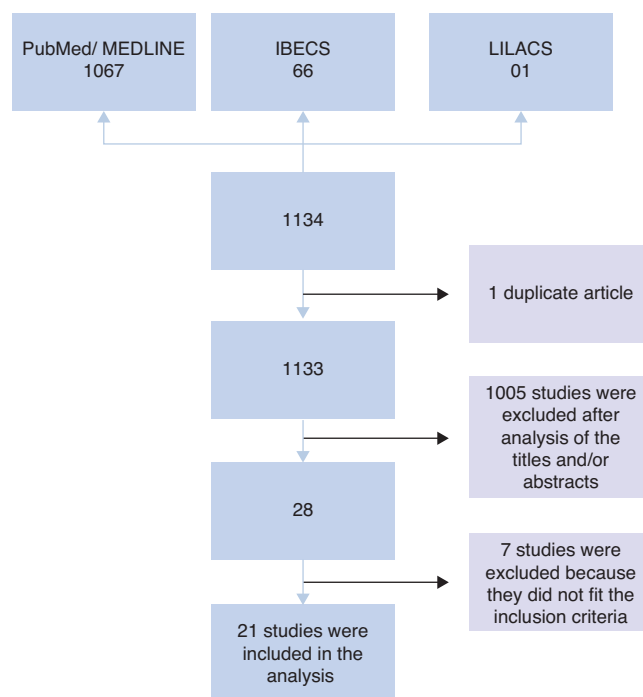 PubMed/ MEDLINE
1067
IBECS
66
LILACS
01
1134
1 duplicate article
1133
1005 studies were
excluded after
analysis of the
titles and/or
abstracts
28
7 studies were
excluded because
they did not fit the
inclusion criteria
21 studies were
included in the
analysis